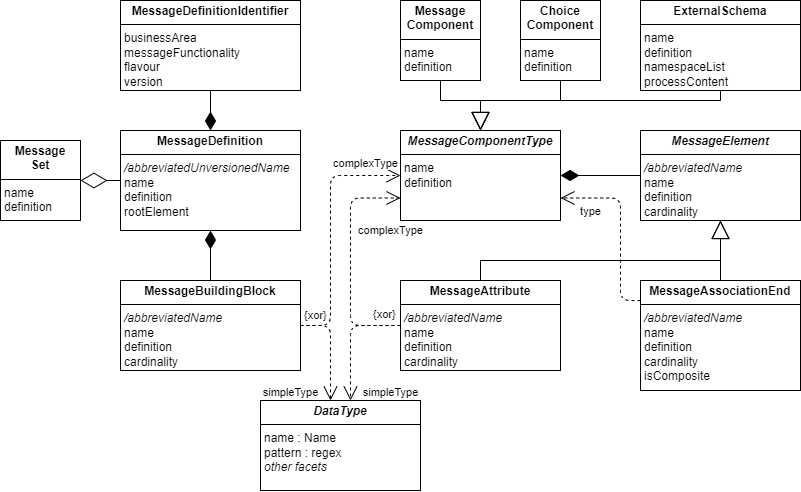 MessageDefinitionIdentifier
businessArea
messageFunctionality
flavour
version
Message
Component
name
definition
Choice
Component
name
definition
ExternalSchema
name
definition
namespaceList
processContent
Message
Set
name
definition
MessageDefinition
/abbreviatedUnversionedName
name
definition
rootElement
complexType
MessageComponentType
name
definition
complexType
type
MessageElement
/abbreviatedName
name
definition
cardinality
MessageBuildingBlock
/abbreviatedName
name
definition
cardinality
{xor}
{xor}
MessageAttribute
/abbreviatedName
name
definition
cardinality
MessageAssociationEnd
/abbreviatedName
name
definition
cardinality
isComposite
simpleType
simpleType
DataType
name : Name
pattern : regex
other facets